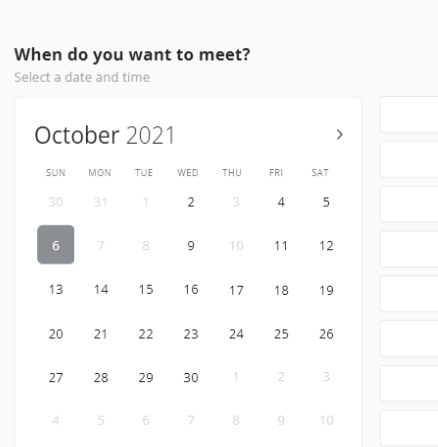 When do you want to meet?
Select a date and time
October 2021
SUN MON TUE WED THU FRI SAT
30 31 1 2 3 4 5
6 7 8 9 10 11 12
13 14 15 16 17 18 19
20 21 22 23 24 25 26
27 28 29 30 1 2 3
4 5 6 7 8 9 10